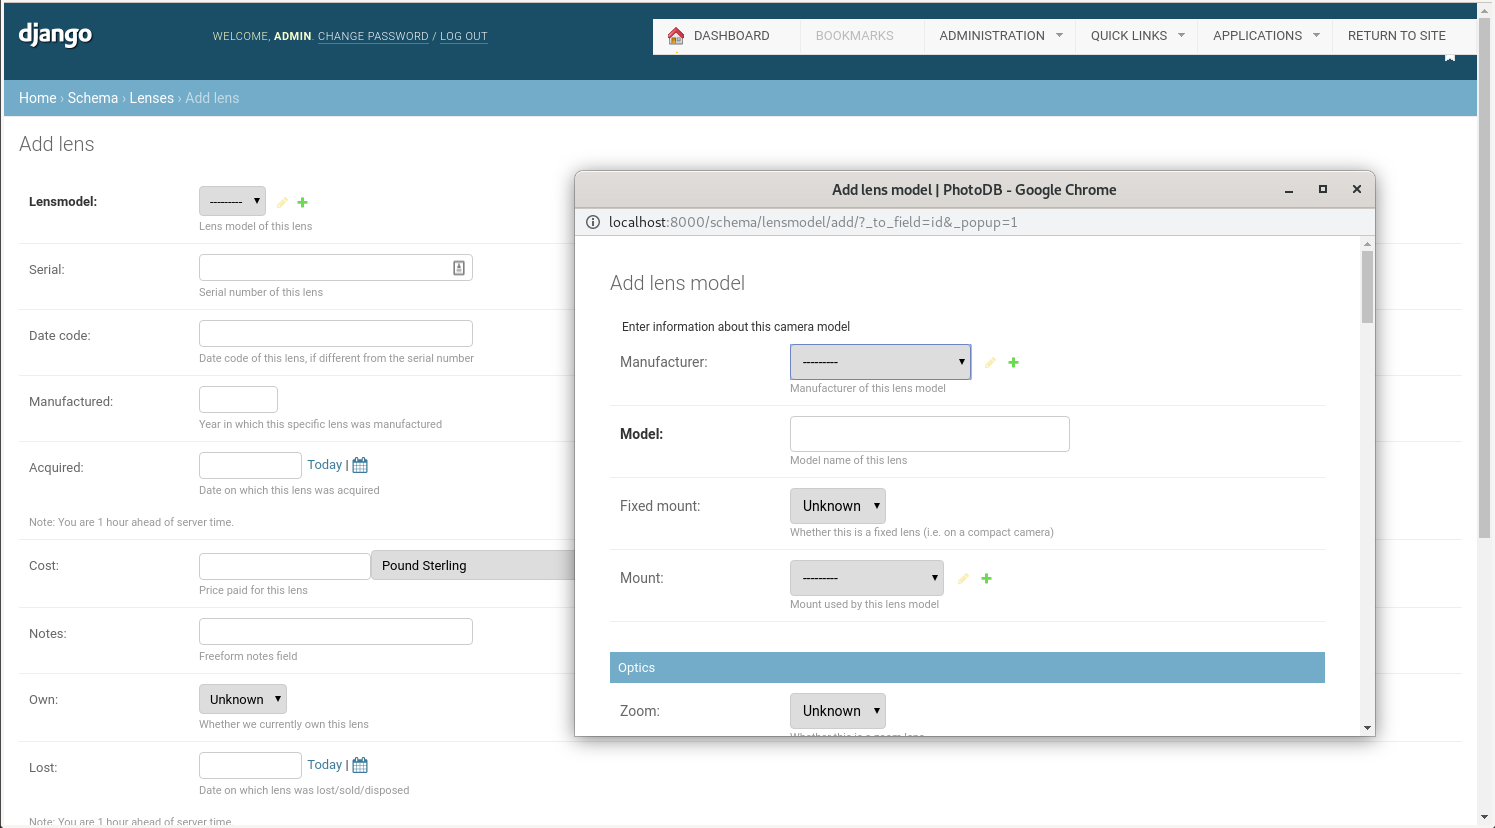 django
WELCOME, ADMIN. CHANGE PASSWORD / LOG OUT
DASHBOARD BOOKMARKS ADMINISTRATION QUICK LINKS APPLICATIONS RETURN TO SITE
Home › Schema › Lenses › Add lens
Add lens
Lensmodel: ---------
Lens model of this lens
Serial:
Serial number of this lens
Date code:
Date code of this lens, if different from the serial number
Manufactured:
Year in which this specific lens was manufactured
Acquired: Today |
Date on which this lens was acquired
Note: You are 1 hour ahead of server time.
Cost: Pound Sterling
Price paid for this lens
Notes:
Freeform notes field
Own: Unknown
Whether we currently own this lens
Lost: Today |
Date on which lens was lost/sold/disposed
Note: You are 1 hour ahead of server time.
Add lens model | PhotoDB - Google Chrome
localhost:8000/schema/lensmodel/add/?_to_field=id&_popup=1
Add lens model
Enter information about this camera model
Manufacturer: ---------
Manufacturer of this lens model
Model:
Model name of this lens
Fixed mount: Unknown
Whether this is a fixed lens (i.e. on a compact camera)
Mount: ---------
Mount used by this lens model
Optics
Zoom: Unknown
Whether this is a zoom lens